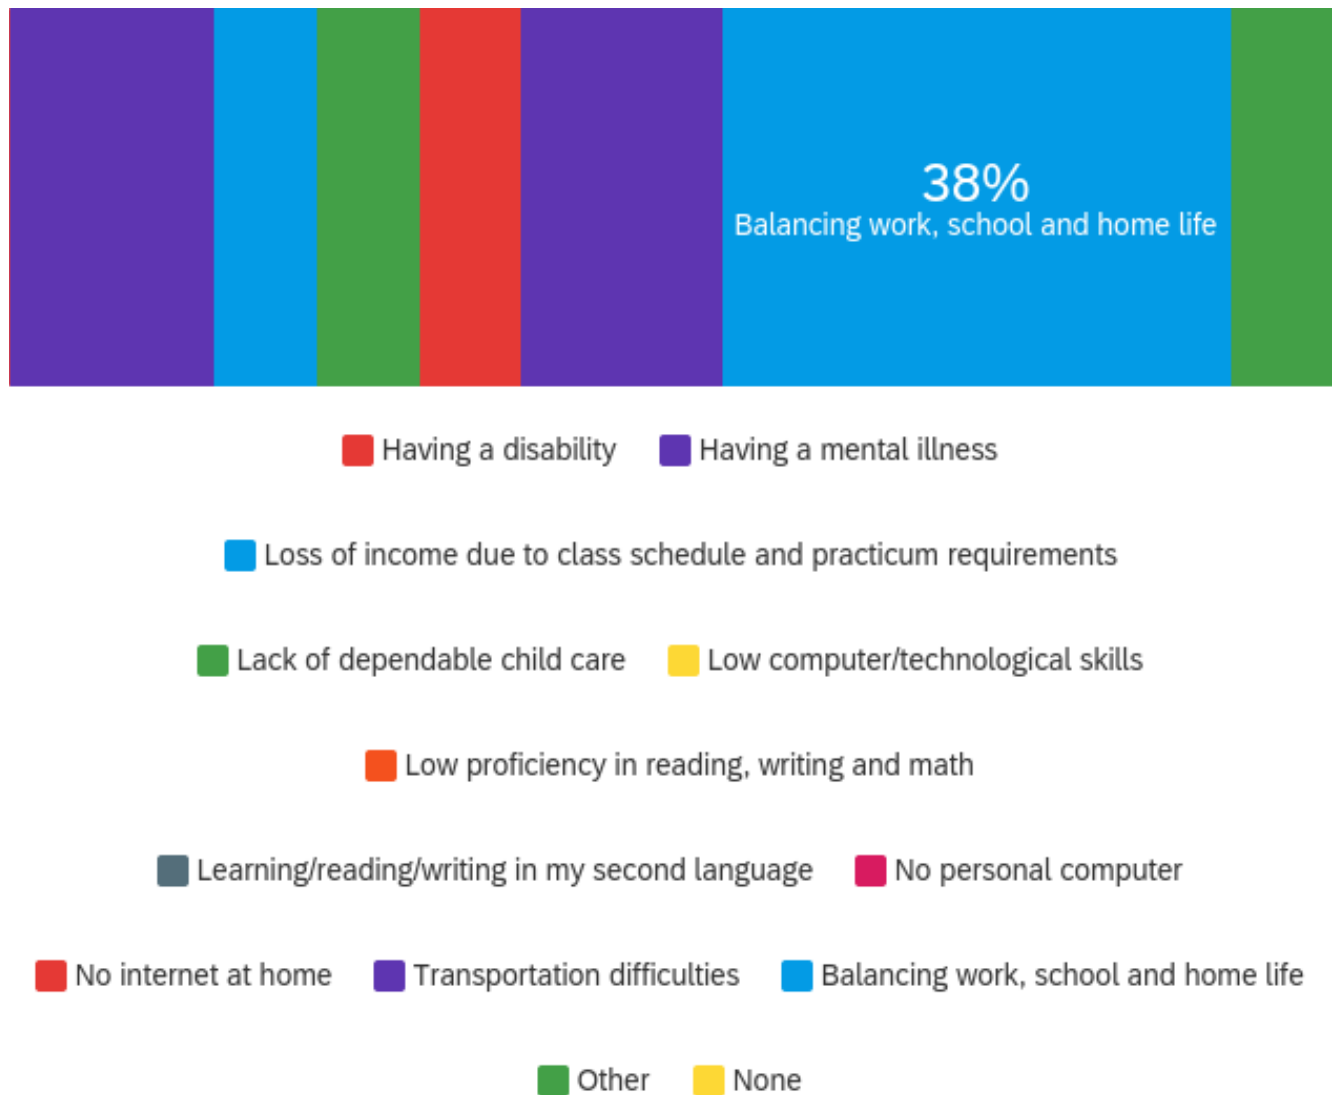 38%
Balancing work, school and home life
Having a disability Having a mental illness
Loss of income due to class schedule and practicum requirements
Lack of dependable child care Low computer/technological skills
Low proficiency in reading, writing and math
Learning/reading/writing in my second language No personal computer
No internet at home Transportation difficulties Balancing work, school and home life
Other None